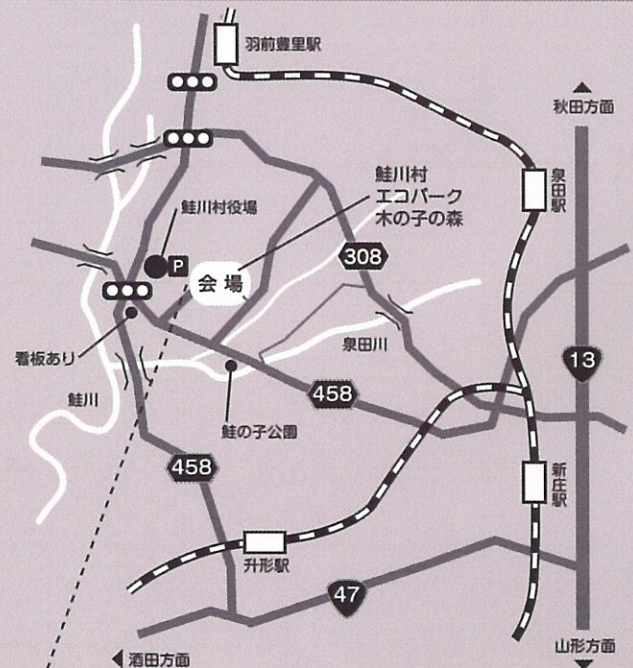 羽前豊里駅
秋田方面
泉田駅
鮭川村
エコパーク
木の子の森
鮭川村役場
P
会場
308
13
看板あり
泉田川
鮭川
鮭の子公園
458
458
新庄駅
升形駅
47
酒田方面
山形方面